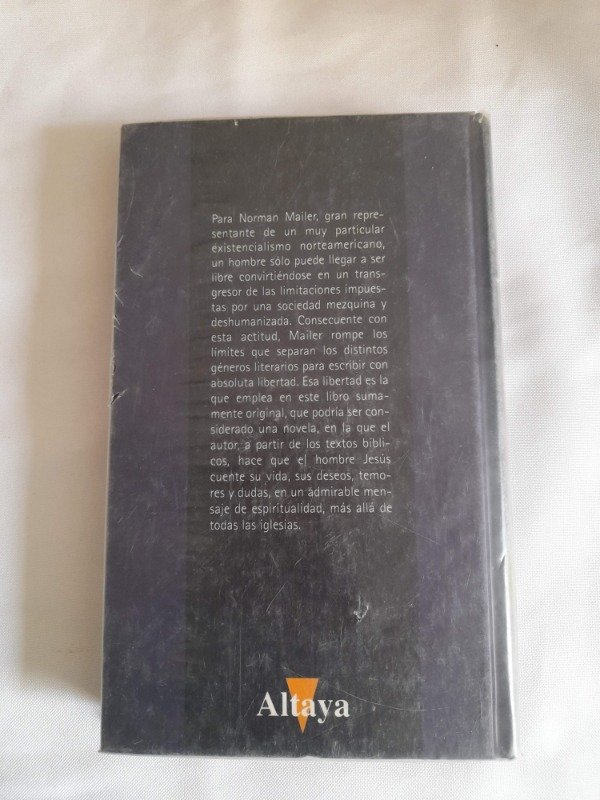 Para Norman Mailer, gran repre-
sentante de un muy particular
existencialismo norteamericano,
un hombre sólo puede llegar a ser
libre convirtiéndose en un trans-
gresor de las limitaciones impues-
tas por una sociedad mezquina y
deshumanizada. Consecuente con
esta actitud, Mailer rompe los
límites que separan los distintos
géneros literarios para escribir con
absoluta libertad. Esa libertad es la
que emplea en este libro suma-
mente original, que podría ser con-
siderado una novela, en la que el
autor, a partir de los textos bíbli-
cos, hace que el hombre Jesús
cuente su vida, sus deseos, temo-
res y dudas, en un admirable men-
saje de espiritualidad, más allá de
todas las iglesias.
Altaya